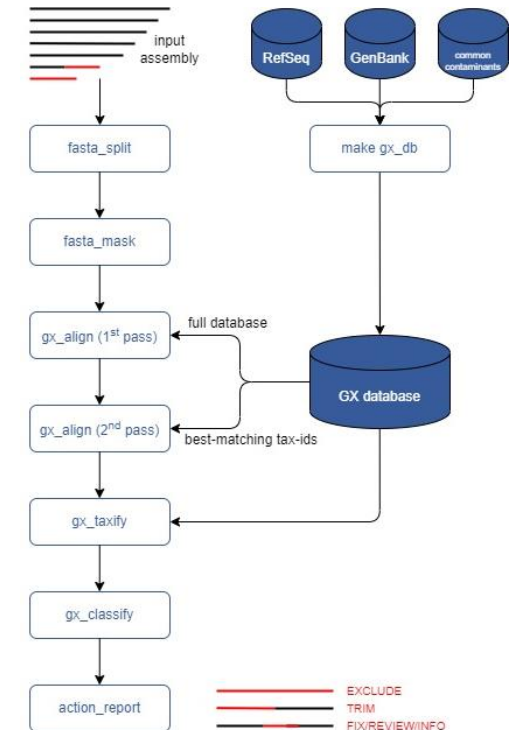 input
assembly
RefSeq
GenBank
common
contaminants
fasta_split
make gx_db
fasta_mask
full database
gx_align (1st pass)
GX database
gx_align (2nd pass)
best-matching tax-ids
gx_taxify
gx_classify
action_report
EXCLUDE
TRIM
FIX/REVIEW/INFO